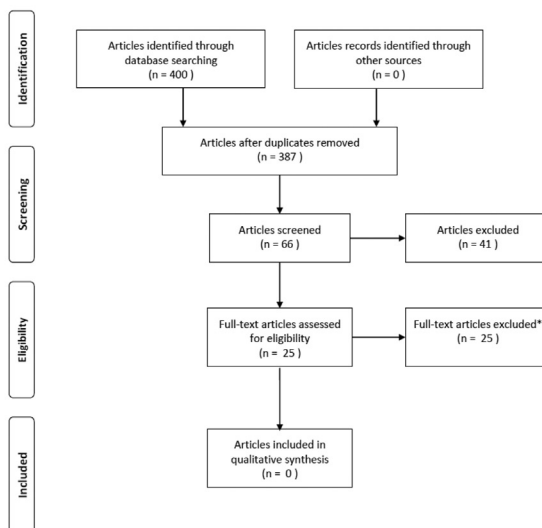 Identification
Articles identified through
database searching
(n = 400 )
Articles records identified through
other sources
(n = 0 )
Articles after duplicates removed
(n = 387 )
Screening
Articles screened
(n = 66 )
Articles excluded
(n = 41 )
Eligibility
Full-text articles assessed
for eligibility
(n = 25 )
Full-text articles excluded*
(n = 25 )
Included
Articles included in
qualitative synthesis
(n = 0 )